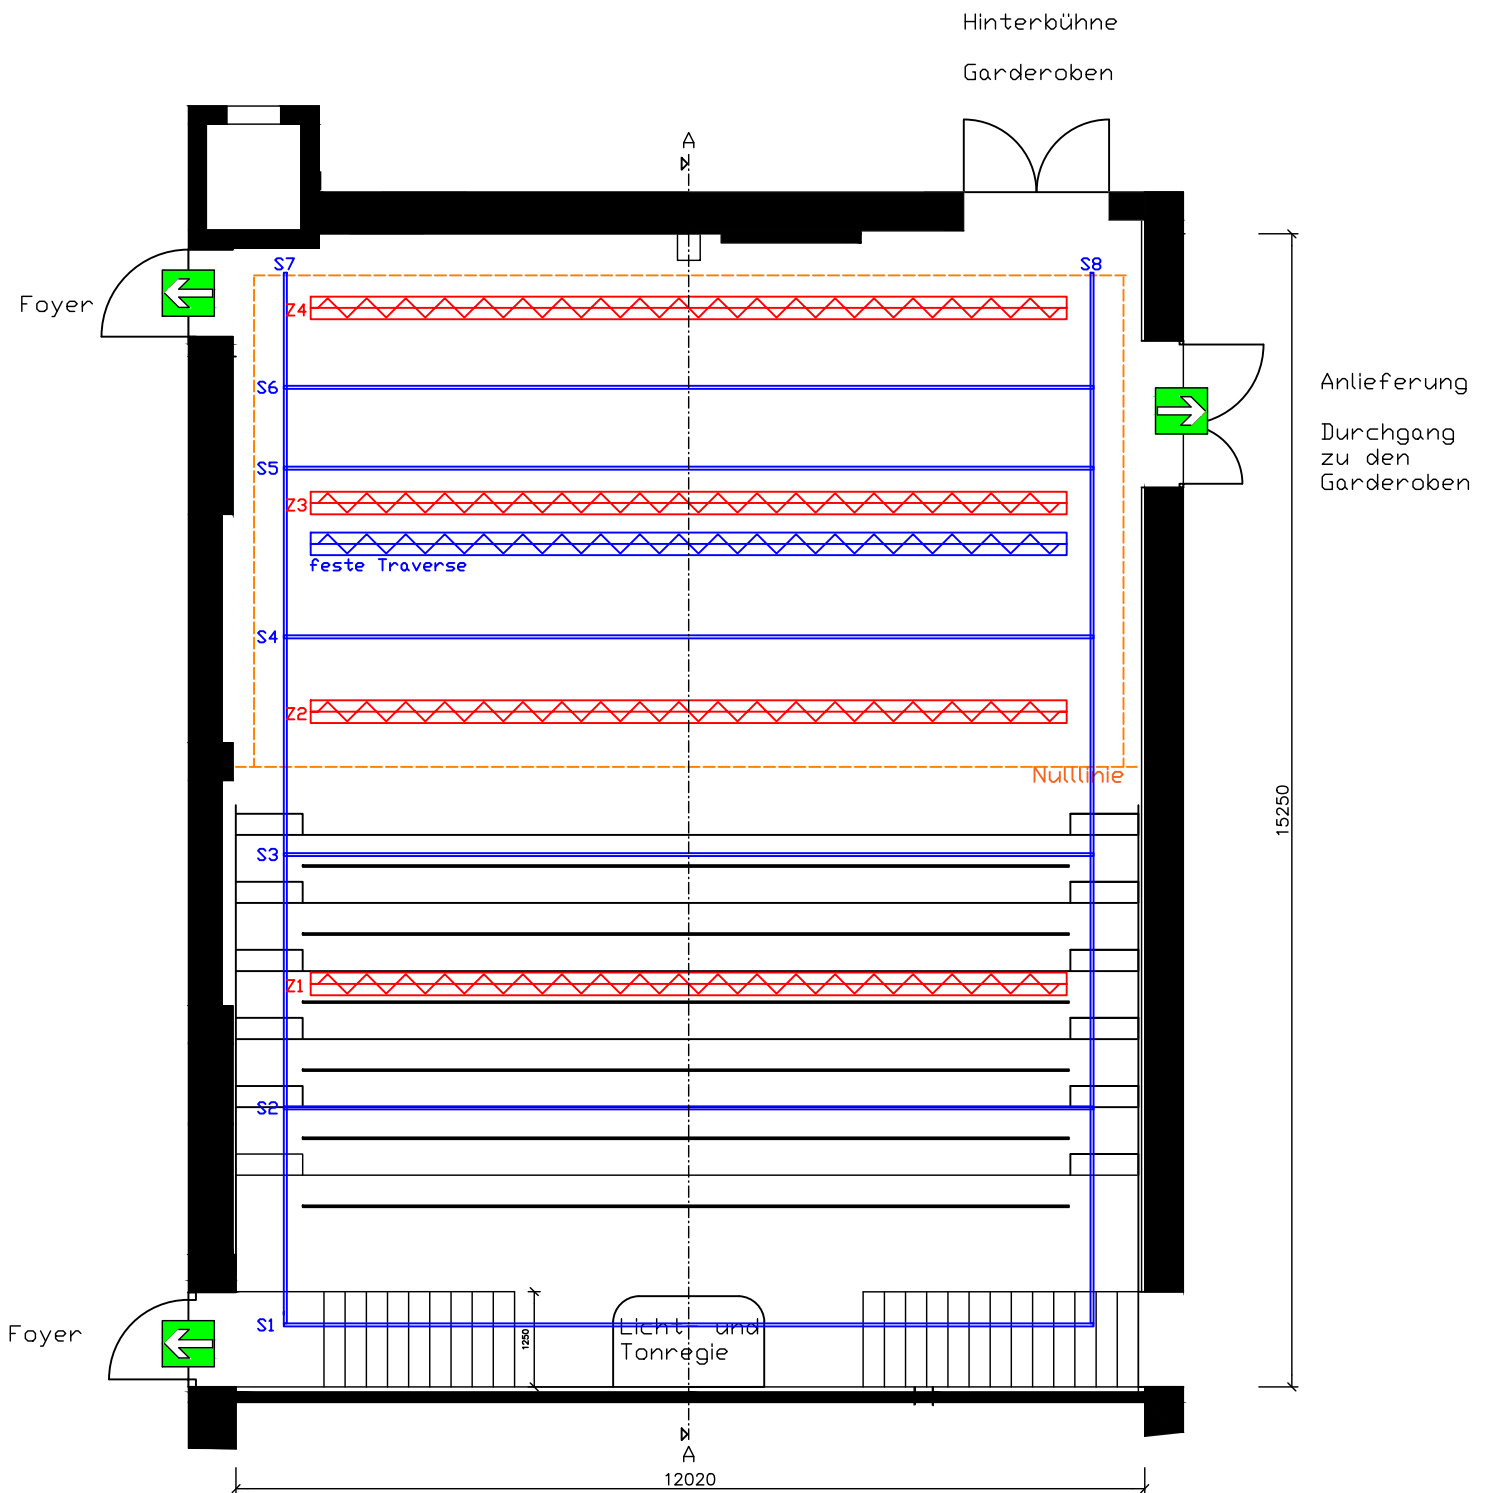 Hinterbühne
Garderoben
A
S7
S8
Foyer
Z4
Anlieferung
S6
Durchgang
zu den
Garderoben
S5
Z3
feste Traverse
S4
Z2
Nulllinie
15250
S3
Z1
S2
S1
Licht- und
Tonregie
1250
Foyer
A
12020